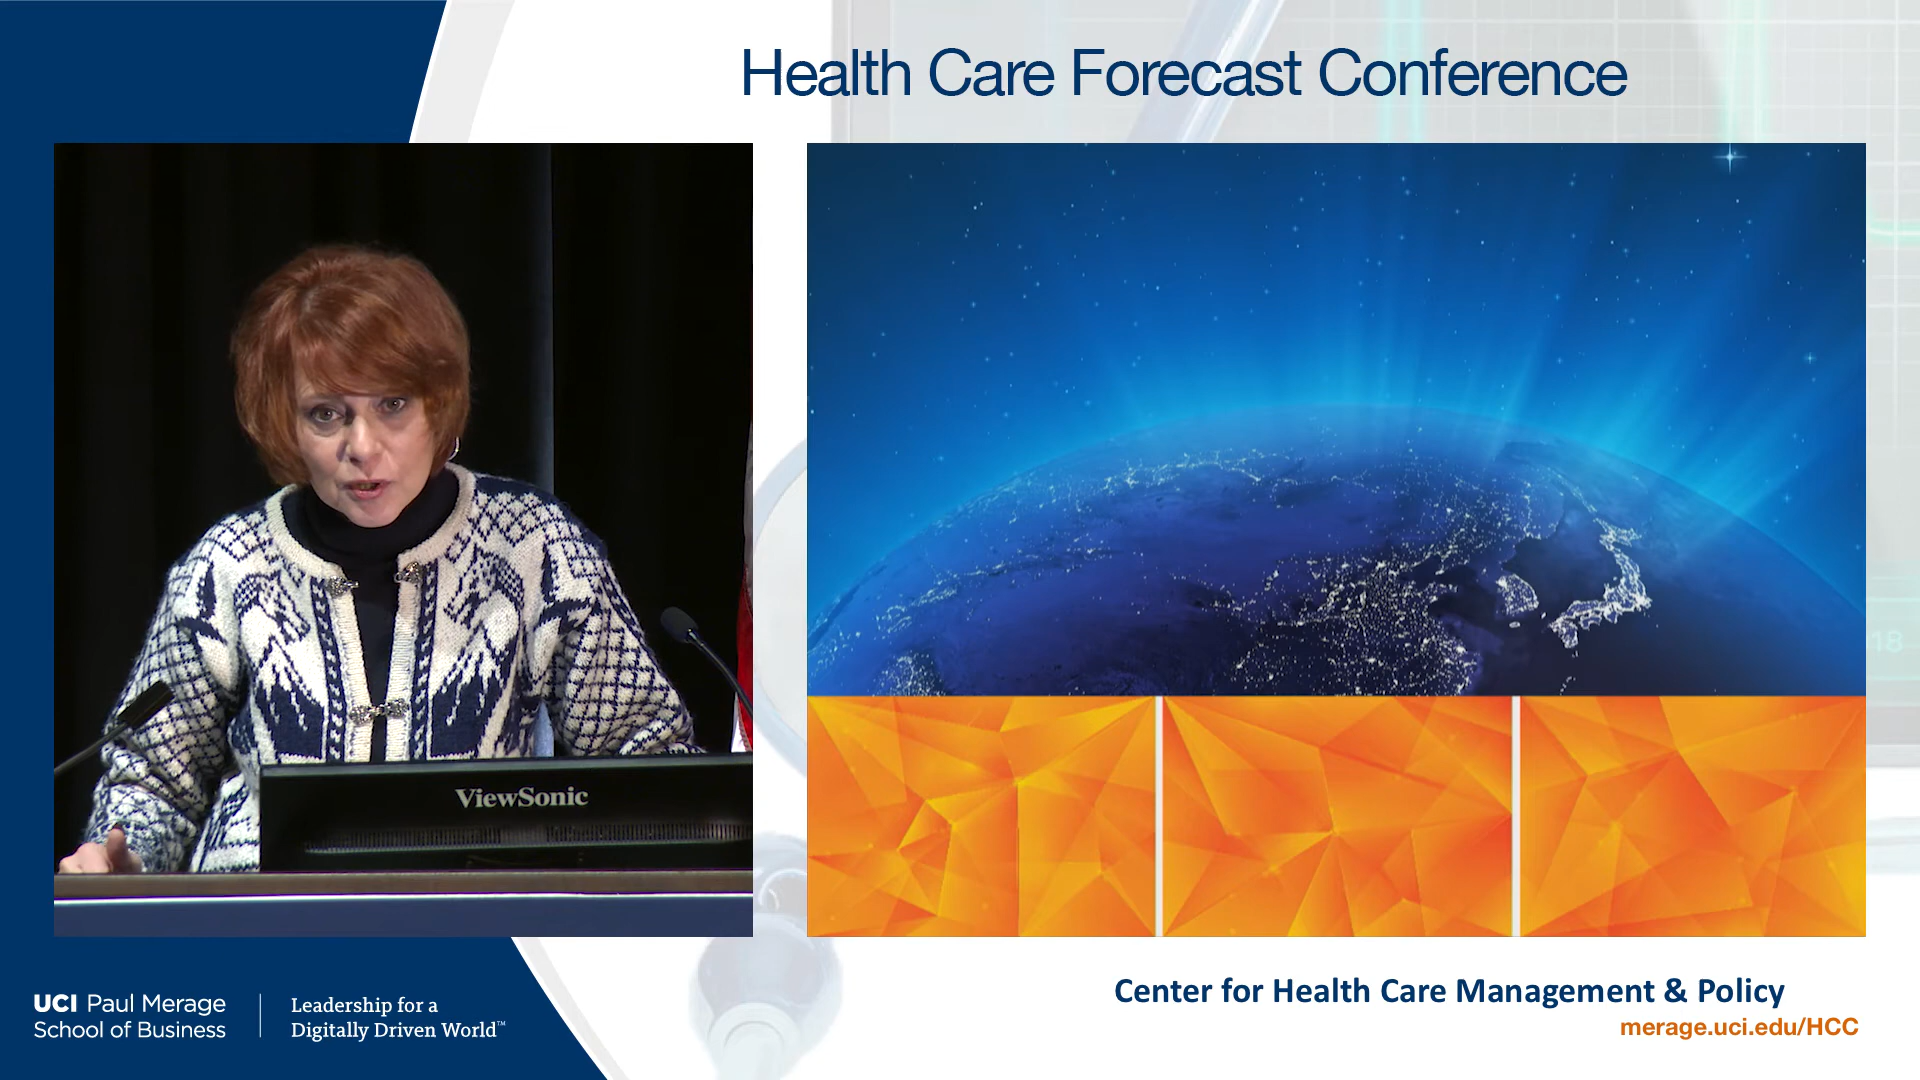 Health Care Forecast Conference
ViewSonic
18
Center for Health Care Management & Policy
merage.uci.edu/HCC
UCI Paul Merage
School of Business
Leadership for a
Digitally Driven World™